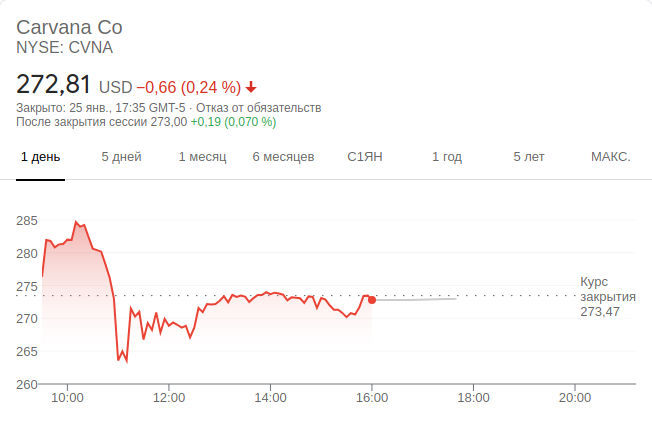 Carvana Co
NYSE: CVNA
272,81 USD −0,66 (0,24 %)
Закрыто: 25 янв., 17:35 GMT-5 · Отказ от обязательств
После закрытия сессии 273,00 +0,19 (0,070 %)
1 день 5 дней 1 месяц 6 месяцев С1ЯН 1 год 5 лет МАКС.
285
280
275
270
265
260
Курс
закрытия
273,47
10:00 12:00 14:00 16:00 18:00 20:00